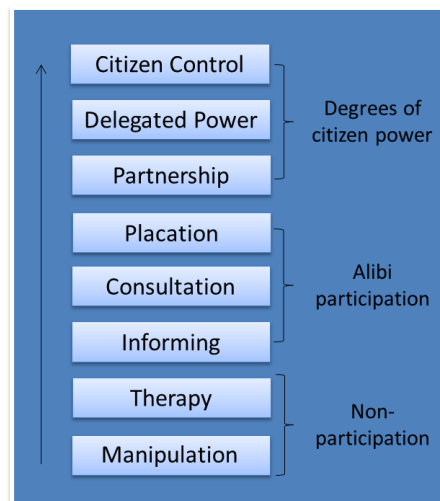 Citizen Control
Delegated Power
Partnership
Degrees of
citizen power
Placation
Consultation
Informing
Alibi
participation
Therapy
Manipulation
Non-
participation